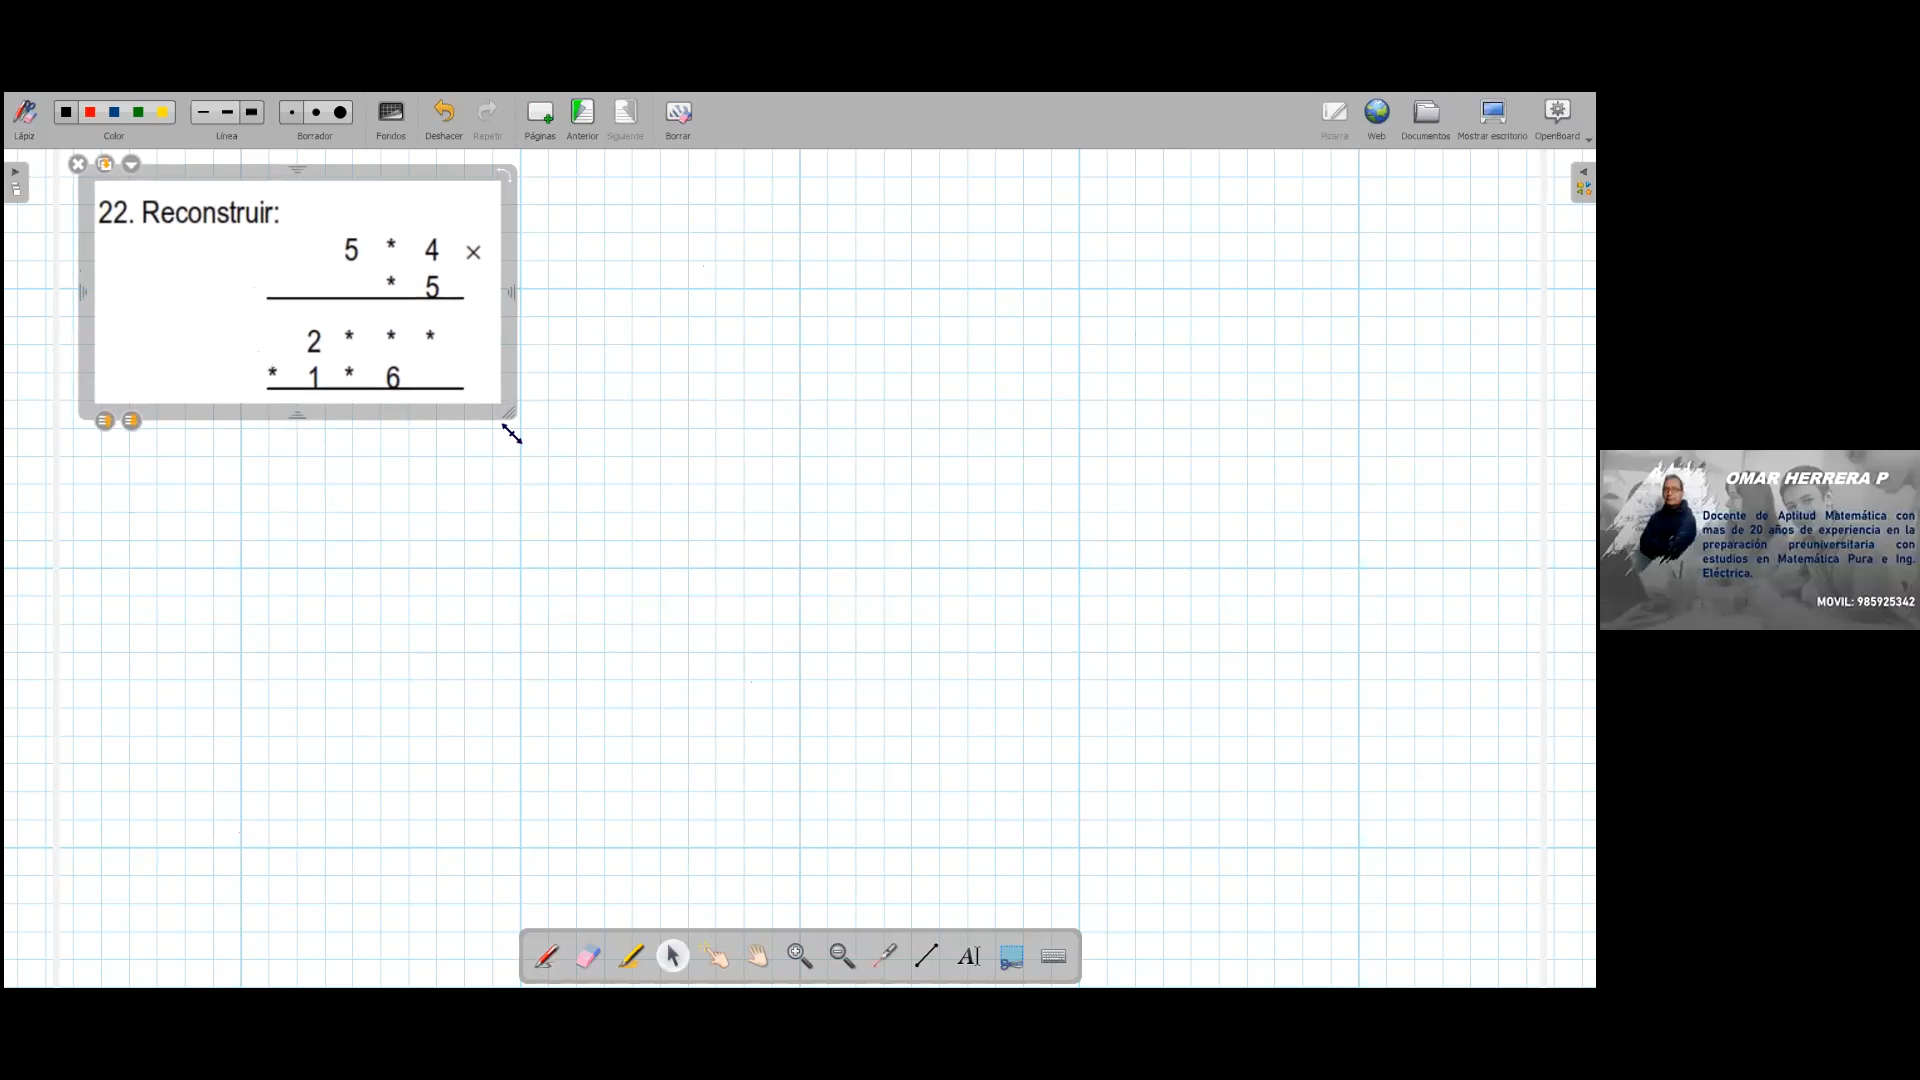 Lápiz
Color
Línea
Borrador
Fondos
Deshacer
Repetir
Páginas
Anterior
Siguiente
Borrar
Pizarra
Web
Documentos
Mostrar escritorio
OpenBoard
22. Reconstruir:
5 * 4 ×
* 5
2 * * *
* 1 * 6
OMAR HERRERA P
Docente de Aptitud Matemática con
mas de 20 años de experiencia en la
preparación preuniversitaria con
estudios en Matemática Pura e Ing.
Eléctrica.
MOVIL: 985925342